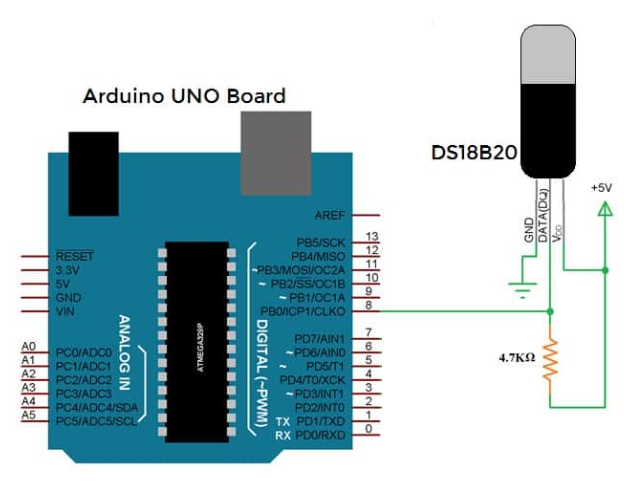 Arduino UNO Board
DS18B20
+5V
GND
DATA(DQ)
VDD
4.7KΩ
RESET
3.3V
5V
GND
VIN
A0 PC0/ADC0
A1 PC1/ADC1
A2 PC2/ADC2
A3 PC3/ADC3
A4 PC4/ADC4/SDA
A5 PC5/ADC5/SCL
ANALOG IN
ATMEGA328P
DIGITAL (~PWM)
AREF
PB5/SCK 13
PB4/MISO 12
~PB3/MOSI/OC2A 11
~ PB2/SS/OC1B 10
~ PB1/OC1A 9
PB0/ICP1/CLKO 8
PD7/AIN1 7
~PD6/AIN0 6
~ PD5/T1 5
PD4/T0/XCK 4
~PD3/INT1 3
PD2/INT0 2
TX PD1/TXD 1
RX PD0/RXD 0